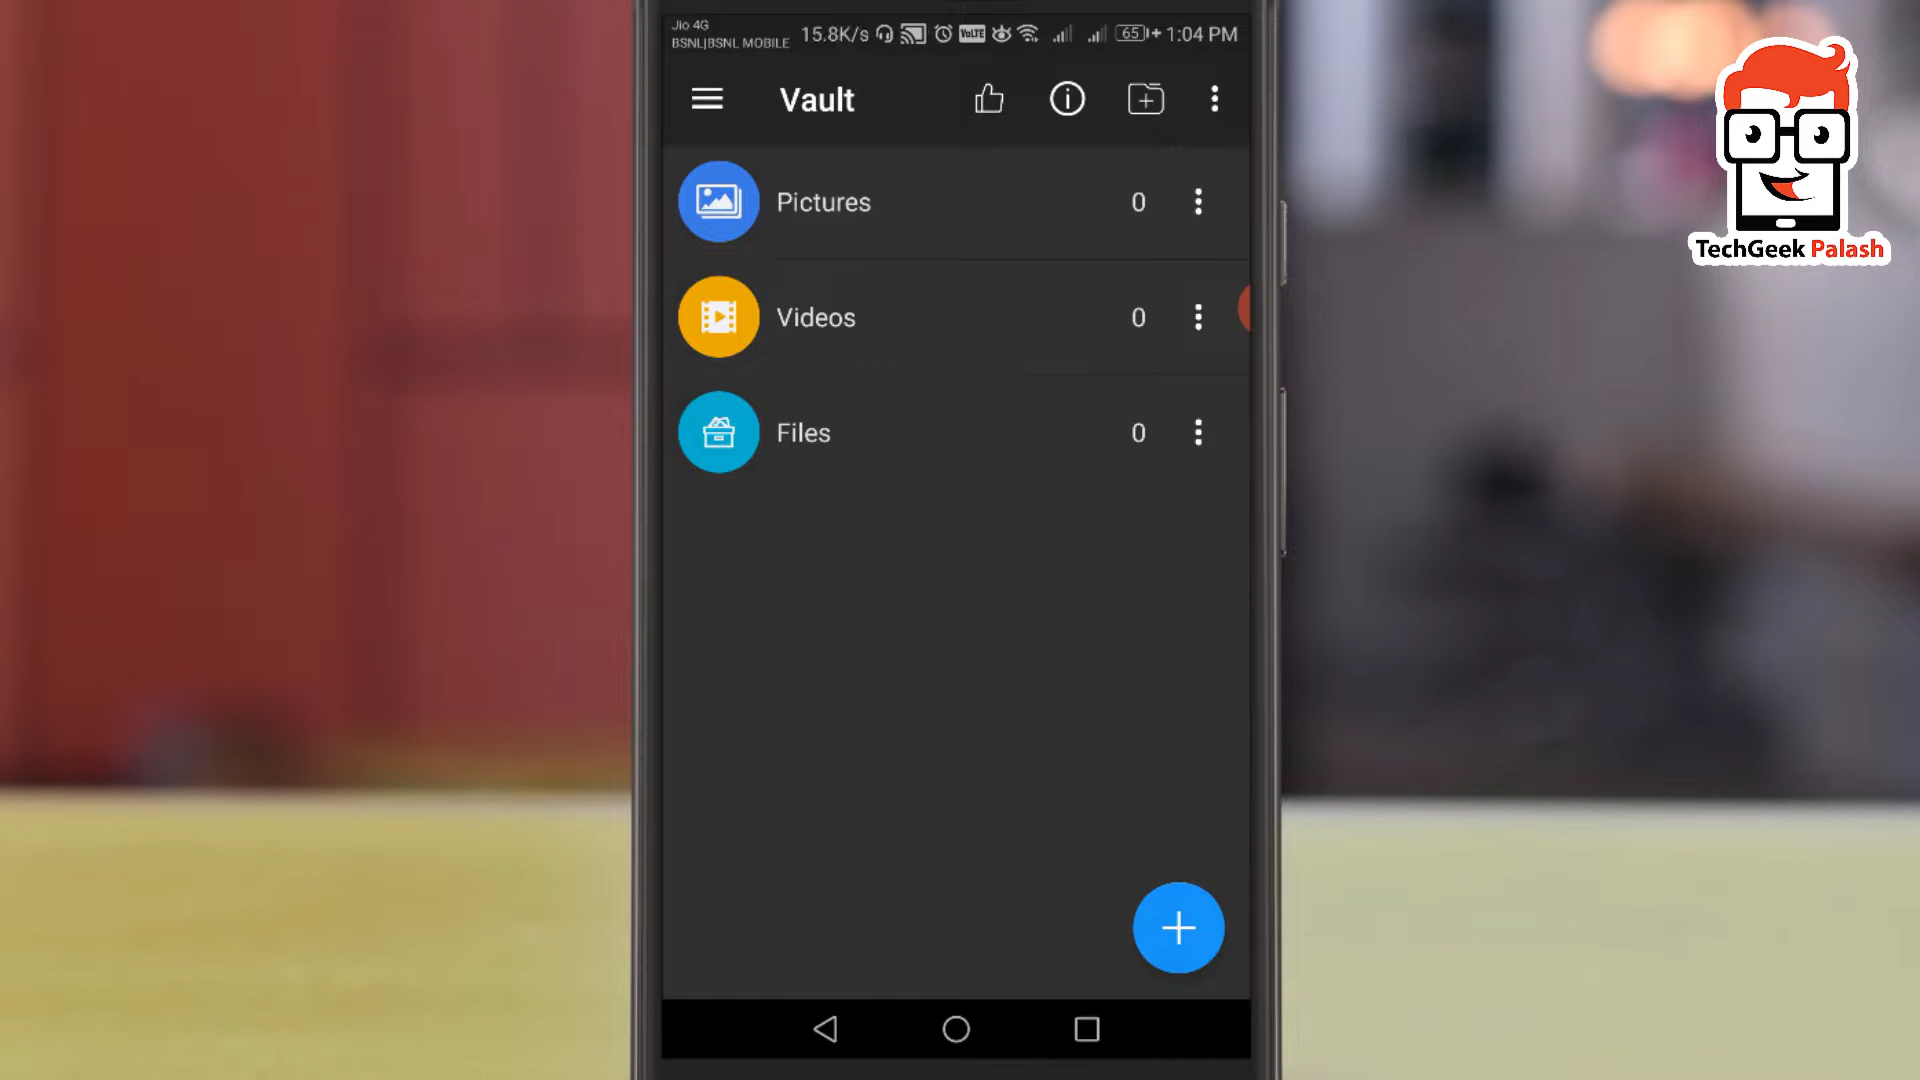 Jio 4G
BSNL|BSNL MOBILE
15.8K/s VoLTE 65 1:04 PM
Vault
Pictures 0
Videos 0
Files 0
TechGeek Palash